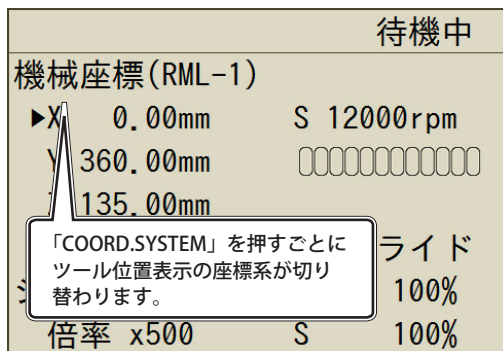 待機中
機械座標(RML-1)
▶X 0.00mm S 12000rpm
Y 360.00mm
135.00mm
「COORD.SYSTEM」を押すごとに
ツール位置表示の座標系が切り
替わります。
ライド
100%
倍率 x500 S 100%